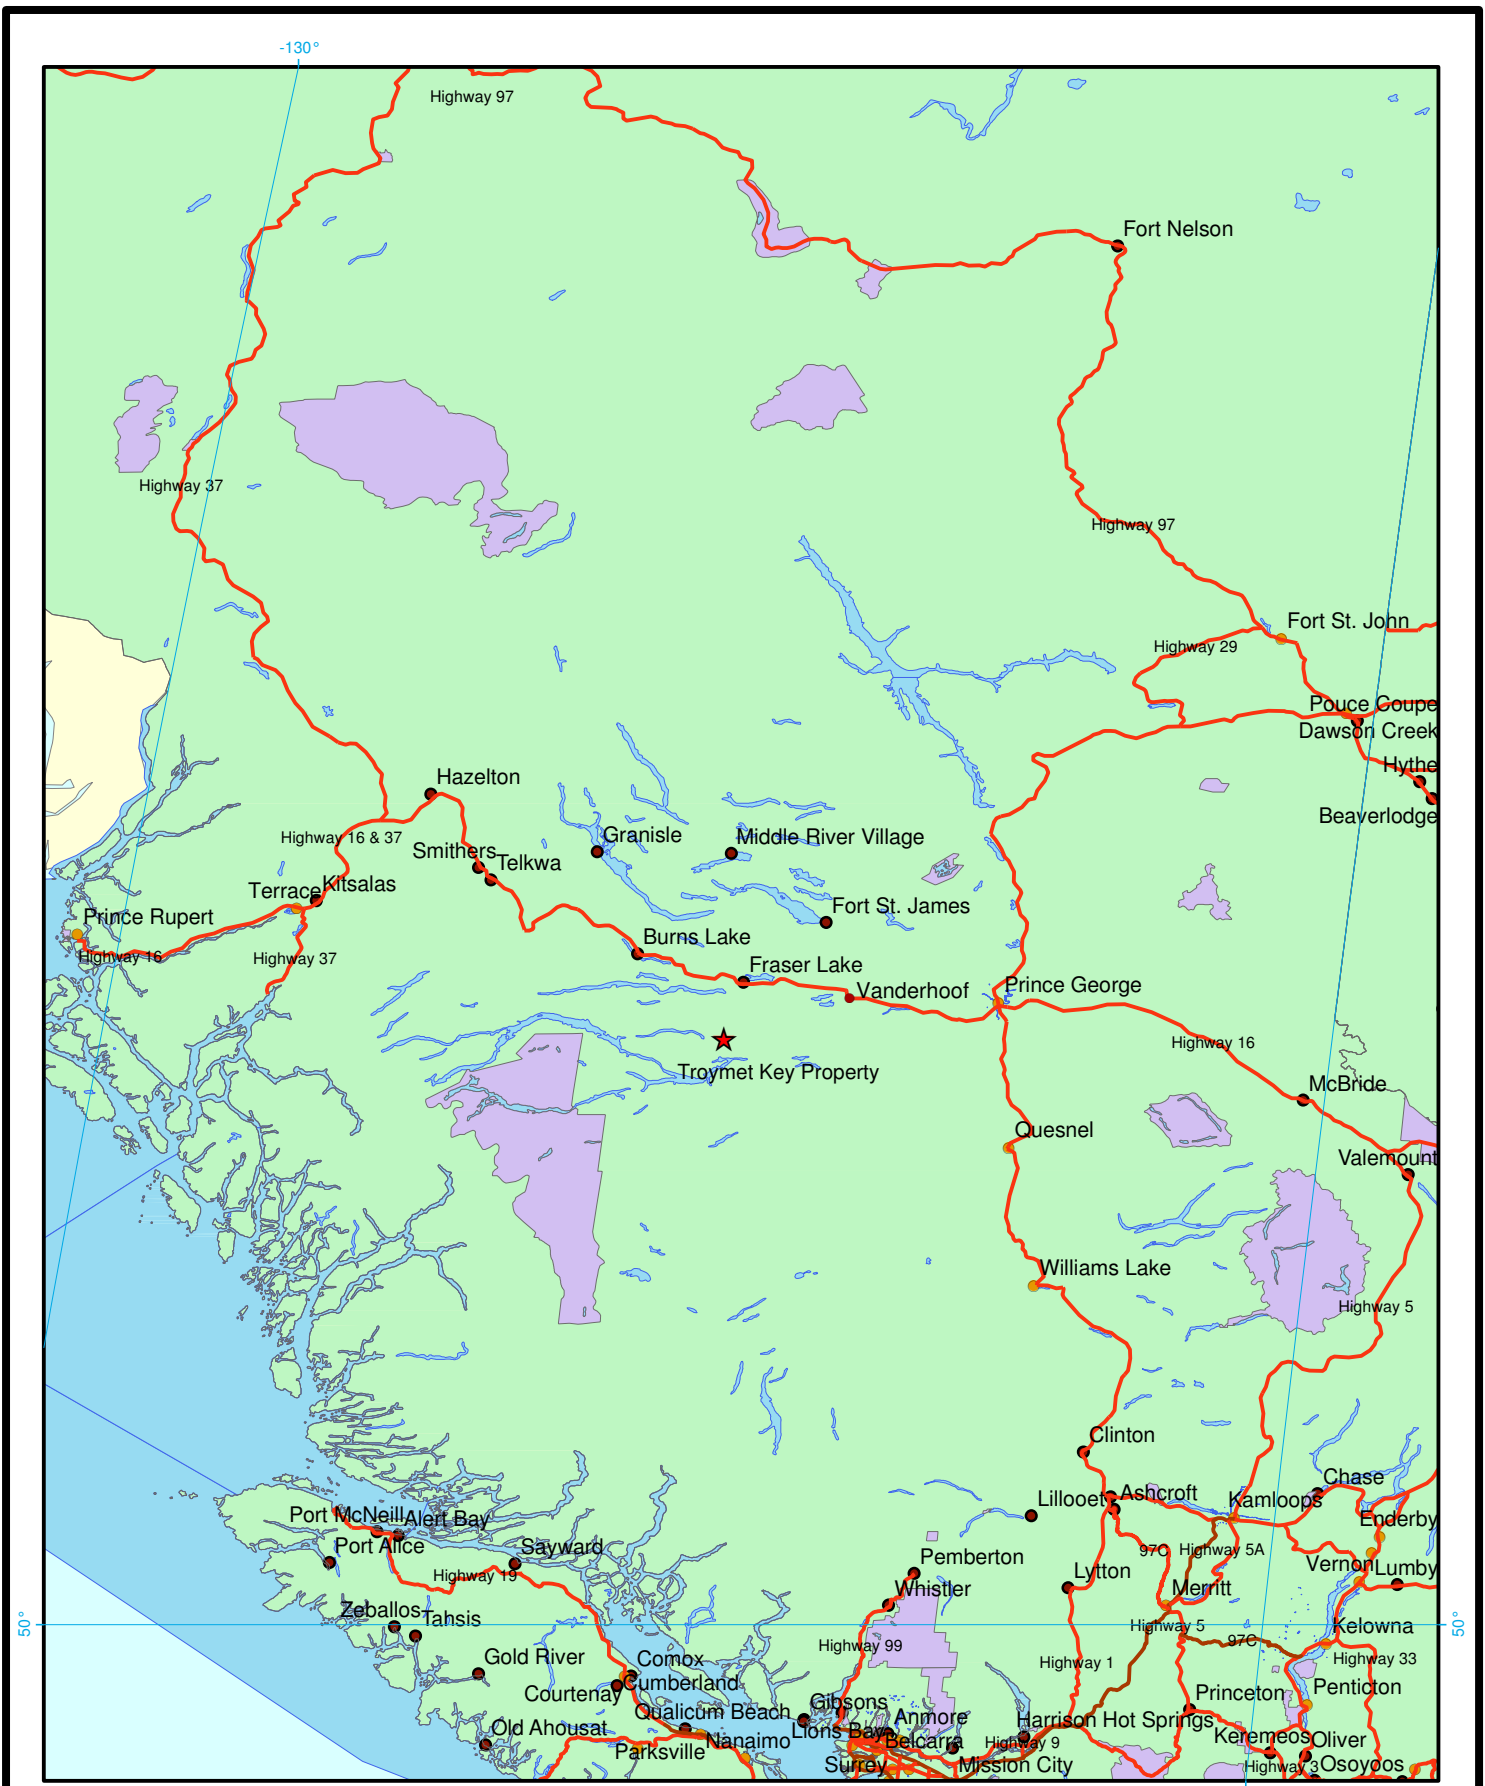 -130°
Highway 97
Fort Nelson
Highway 37
Highway 97
Fort St. John
Highway 29
Pouce Coupe
Dawson Creek
Hythe
Hazelton
Beaverlodge
Highway 16 & 37
Granisle
Middle River Village
Smithers
Telkwa
Terrace
Kitsalas
Prince Rupert
Fort St. James
Burns Lake
Highway 16
Highway 37
Fraser Lake
Vanderhoof
Prince George
Highway 16
Troymet Key Property
McBride
Quesnel
Valemount
Williams Lake
Highway 5
Clinton
Chase
Lillooet
Ashcroft
Kamloops
Port McNeill
Alert Bay
Enderby
Port Alice
Sayward
97C
Highway 5A
Pemberton
Vernon
Lumby
Highway 19
Lytton
Whistler
Merritt
Zeballos
Tahsis
50°
50°
Highway 5
Kelowna
97C
Highway 99
Gold River
Comox
Highway 1
Highway 33
Cumberland
Courtenay
Princeton
Penticton
Gibsons
Qualicum Beach
Anmore
Harrison Hot Springs
Old Ahousat
Lions Bay
Nanaimo
Belcarra
Highway 9
Keremeos
Oliver
Parksville
Surrey
Mission City
Highway 3
Osoyoos